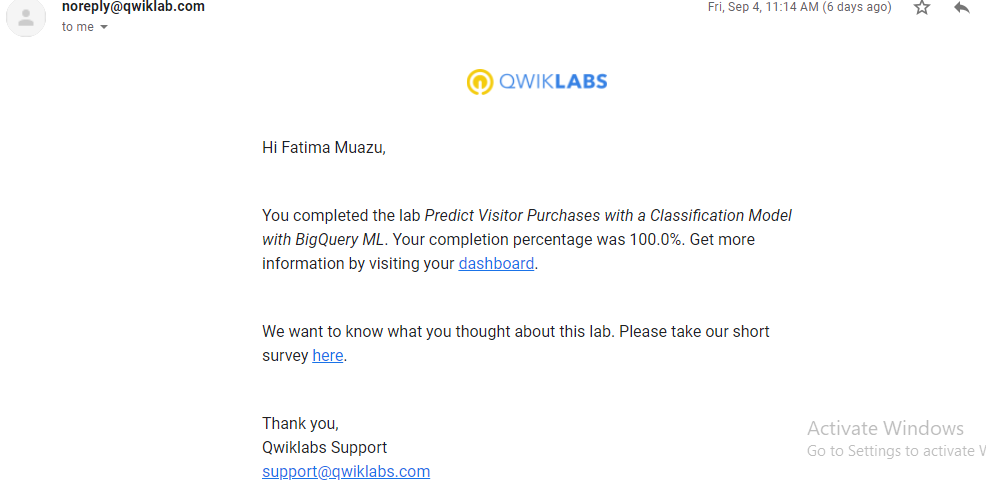 noreply@qwiklab.com
Fri, Sep 4, 11:14 AM (6 days ago)
to me
QWIKLABS
Hi Fatima Muazu,
You completed the lab Predict Visitor Purchases with a Classification Model
with BigQuery ML. Your completion percentage was 100.0%. Get more
information by visiting your dashboard.
We want to know what you thought about this lab. Please take our short
survey here.
Thank you,
Qwiklabs Support
support@qwiklabs.com
Activate Windows
Go to Settings to activate